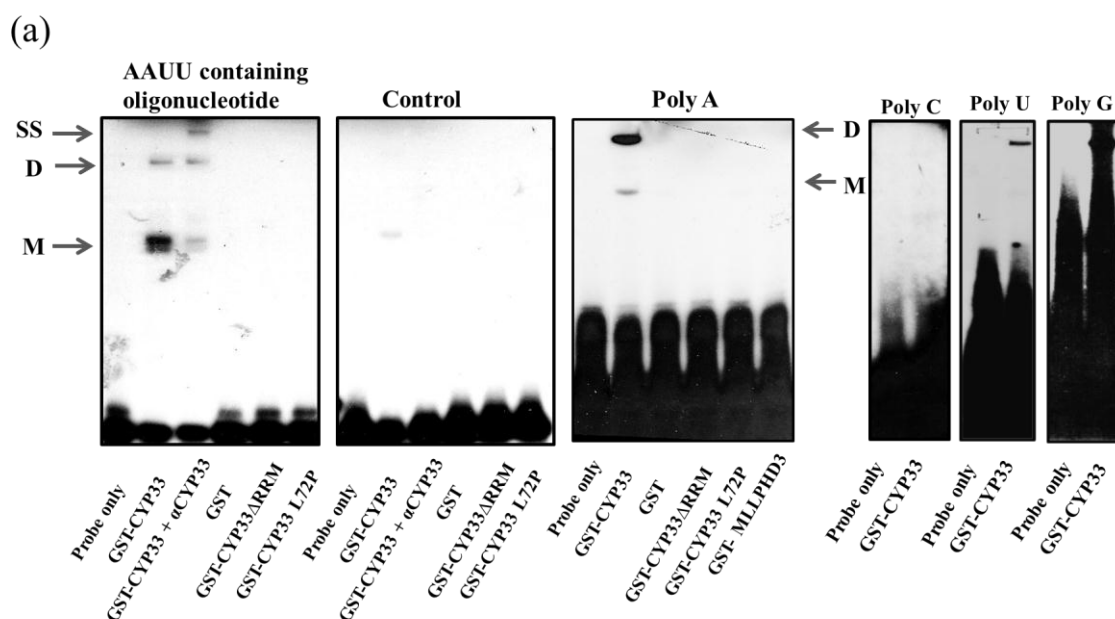 (a)
AAUU containing
oligonucleotide
Control
Poly A
Poly C
Poly U
Poly G
SS
D
M
D
M
Probe only
GST-CYP33
GST-CYP33 + αCYP33
GST
GST-CYP33ΔRRM
GST-CYP33 L72P
Probe only
GST-CYP33
GST-CYP33 + αCYP33
GST
GST-CYP33ΔRRM
GST-CYP33 L72P
Probe only
GST-CYP33
GST
GST-CYP33ΔRRM
GST-CYP33 L72P
GST- MLLPHD3
Probe only
GST-CYP33
Probe only
GST-CYP33
Probe only
GST-CYP33